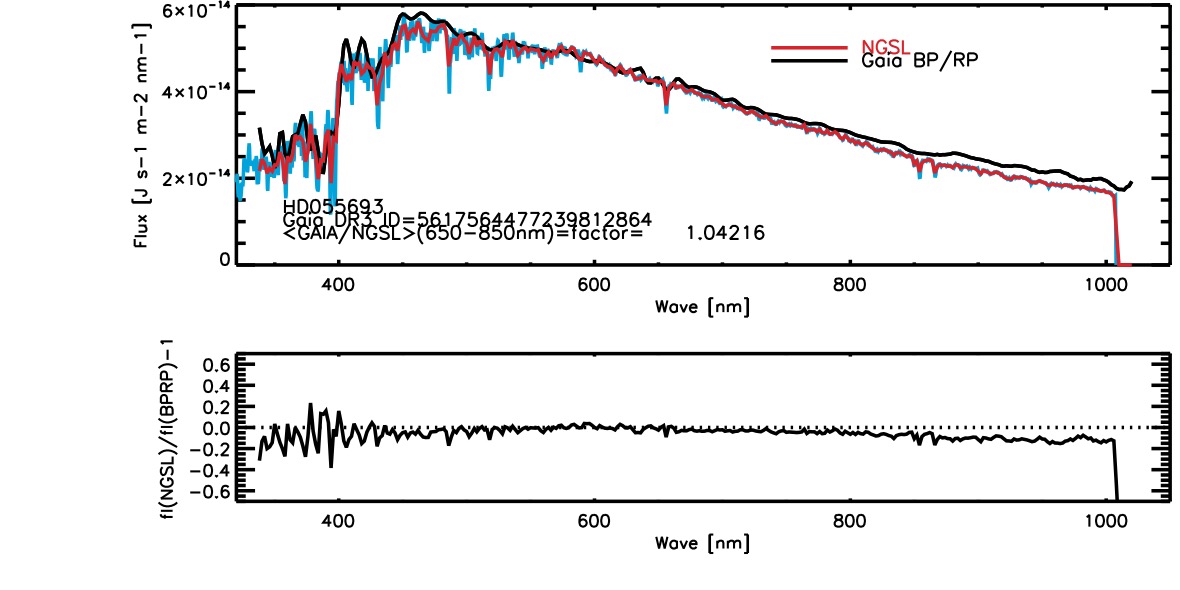 6×10−14
4×10−14
2×10−14
0
Flux [J s−1 m−2 nm−1]
NGSL
Gaia BP/RP
HD055693
Gaia DR3 ID=5617564477239812864
<GAIA/NGSL>(650−850nm)=factor= 1.04216
400 600 800 1000
Wave [nm]
0.6
0.4
0.2
0.0
−0.2
−0.4
−0.6
fl(NGSL)/fl(BPRP)−1
400 600 800 1000
Wave [nm]